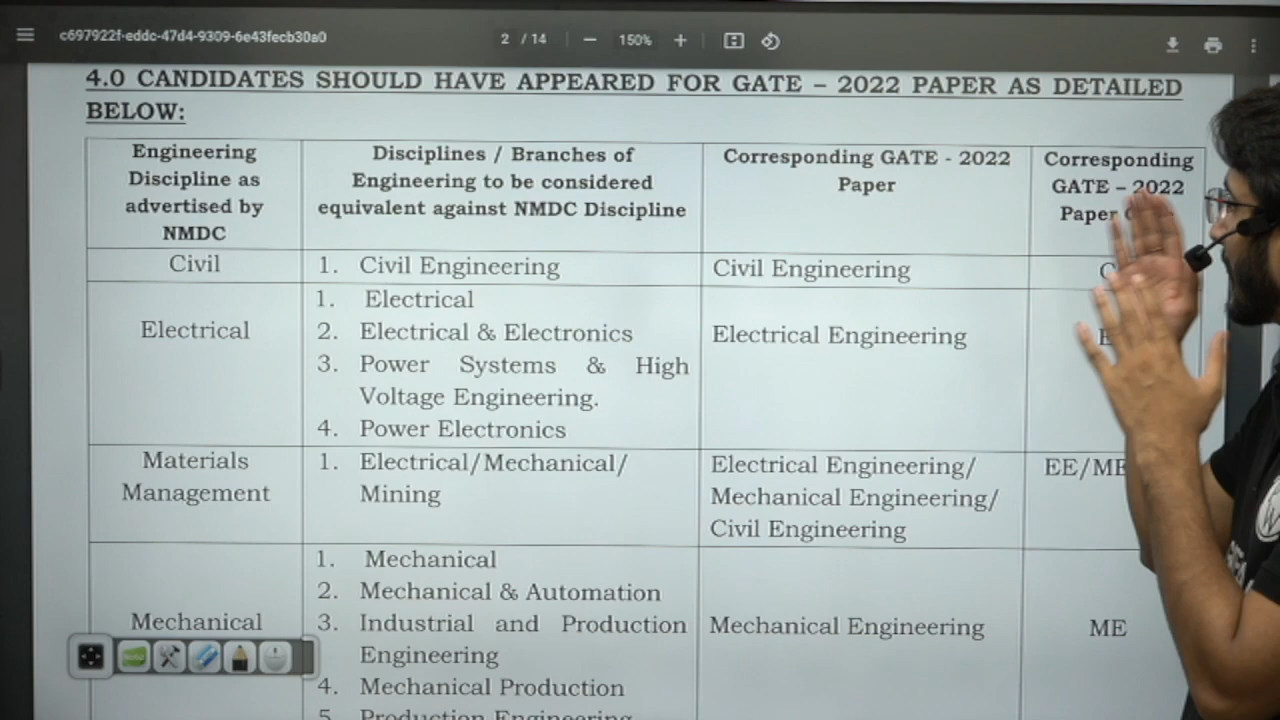 c697922f-eddc-47d4-9309-6e43fecb30a0
2 / 14
150%
4.0 CANDIDATES SHOULD HAVE APPEARED FOR GATE – 2022 PAPER AS DETAILED
BELOW:
Engineering
Discipline as
advertised by
NMDC
Disciplines / Branches of
Engineering to be considered
equivalent against NMDC Discipline
Corresponding GATE - 2022
Paper
Corresponding
GATE – 2022
Paper
Civil
1. Civil Engineering
Civil Engineering
Electrical
1. Electrical
2. Electrical & Electronics
3. Power Systems & High
Voltage Engineering.
4. Power Electronics
Electrical Engineering
Materials
Management
1. Electrical/Mechanical/
Mining
Electrical Engineering/
Mechanical Engineering/
Civil Engineering
EE/ME
Mechanical
1. Mechanical
2. Mechanical & Automation
3. Industrial and Production
Engineering
4. Mechanical Production
5. Production Engineering
Mechanical Engineering
ME